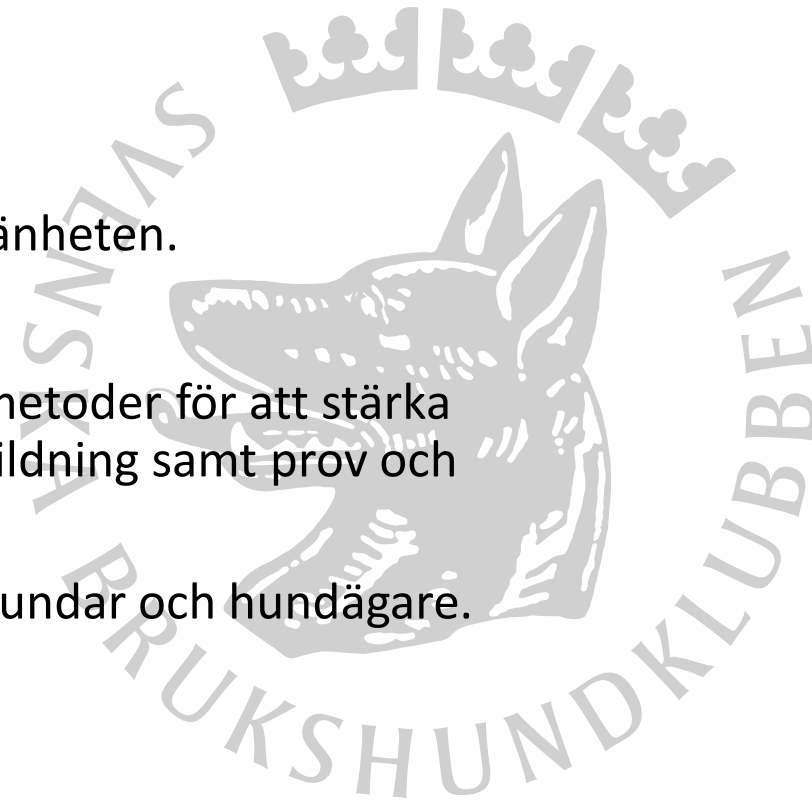 SVENSKA BRUKSHUNDKLUBBEN
änheten.
metoder för att stärka
ildning samt prov och
undar och hundägare.